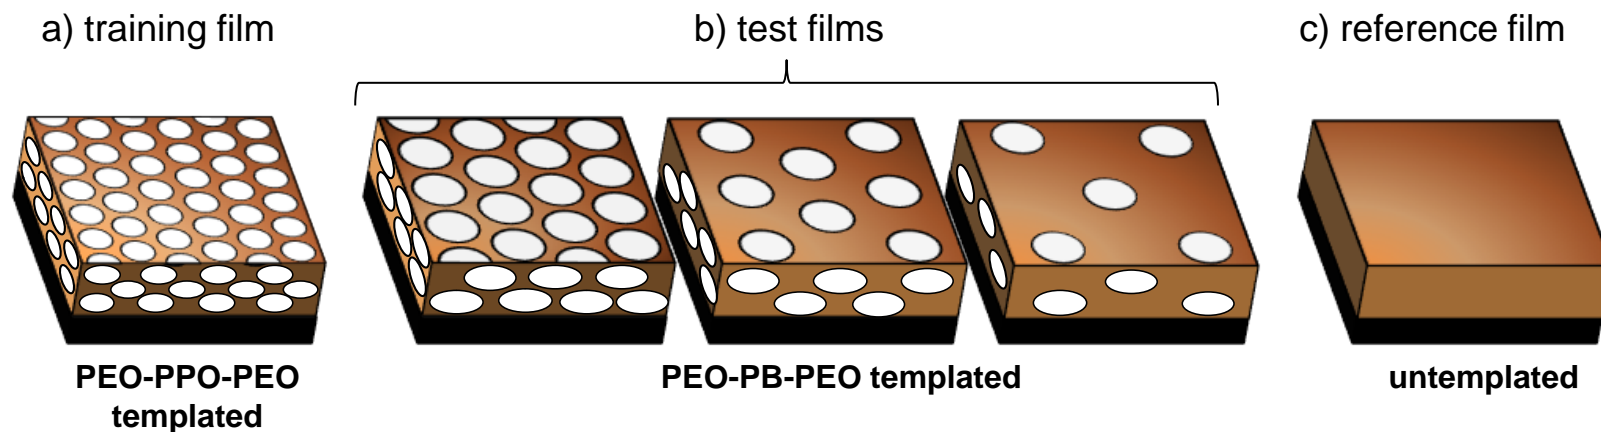 a) training film
b) test films
c) reference film
PEO-PPO-PEO
templated
PEO-PB-PEO templated
untemplated